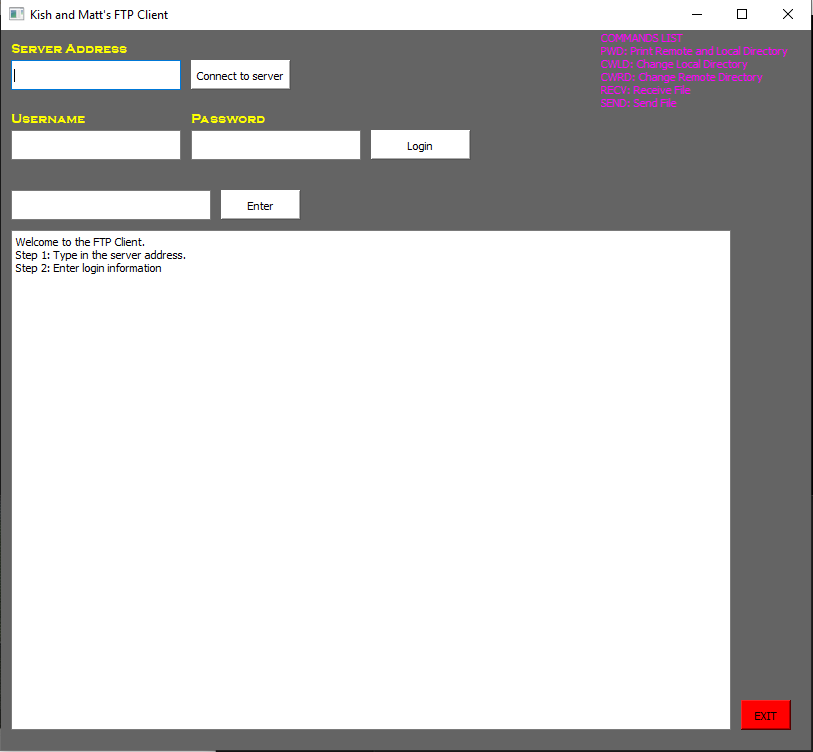 Kish and Matt's FTP Client
Server Address
Connect to server
COMMANDS LIST
PWD: Print Remote and Local Directory
CWLD: Change Local Directory
CWRD: Change Remote Directory
RECV: Receive File
SEND: Send File
Username
Password
Login
Enter
Welcome to the FTP Client.
Step 1: Type in the server address.
Step 2: Enter login information
EXIT